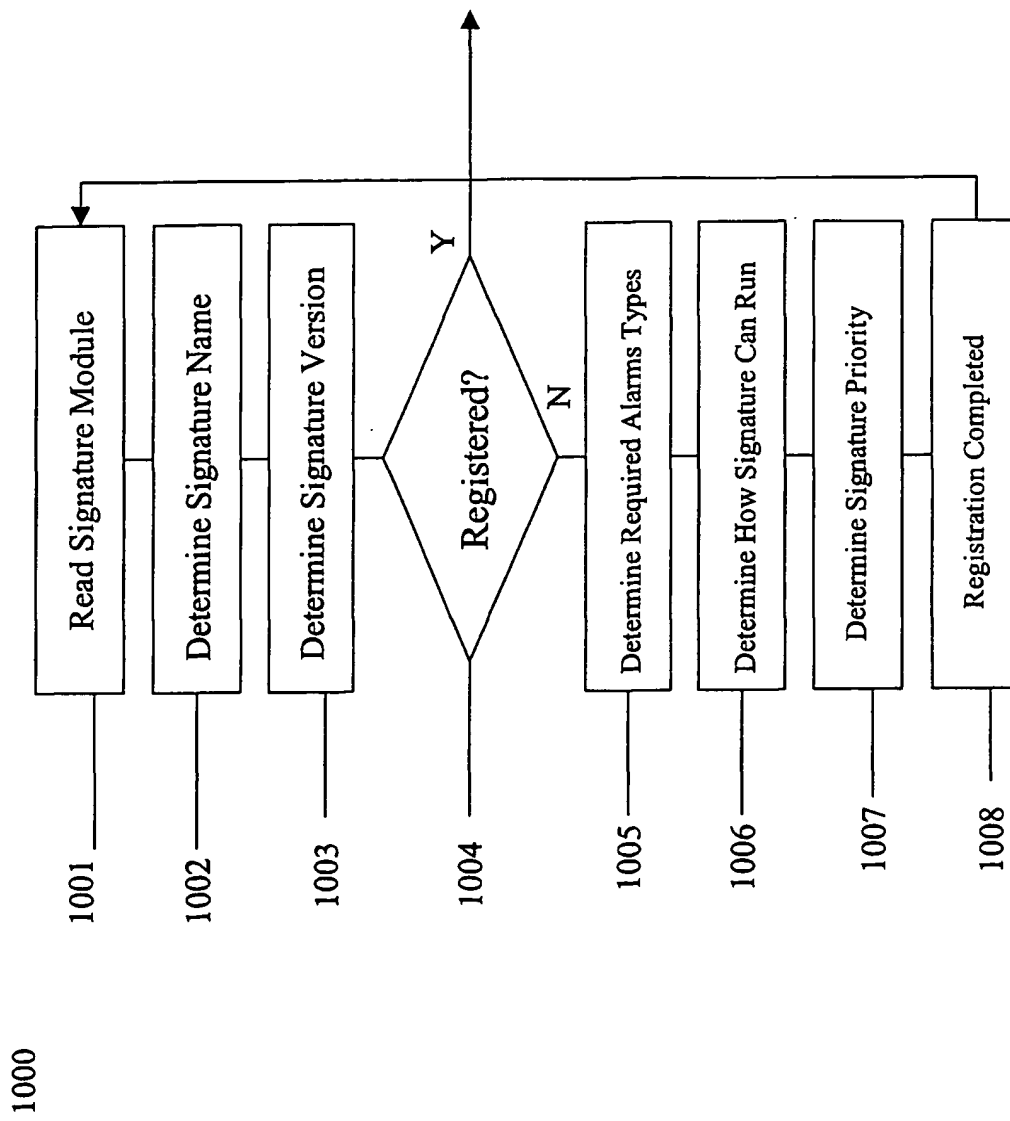 1000
1001
Read Signature Module
1002
Determine Signature Name
1003
Determine Signature Version
1004
Registered?
Y
N
1005
Determine Required Alarms Types
1006
Determine How Signature Can Run
1007
Determine Signature Priority
1008
Registration Completed